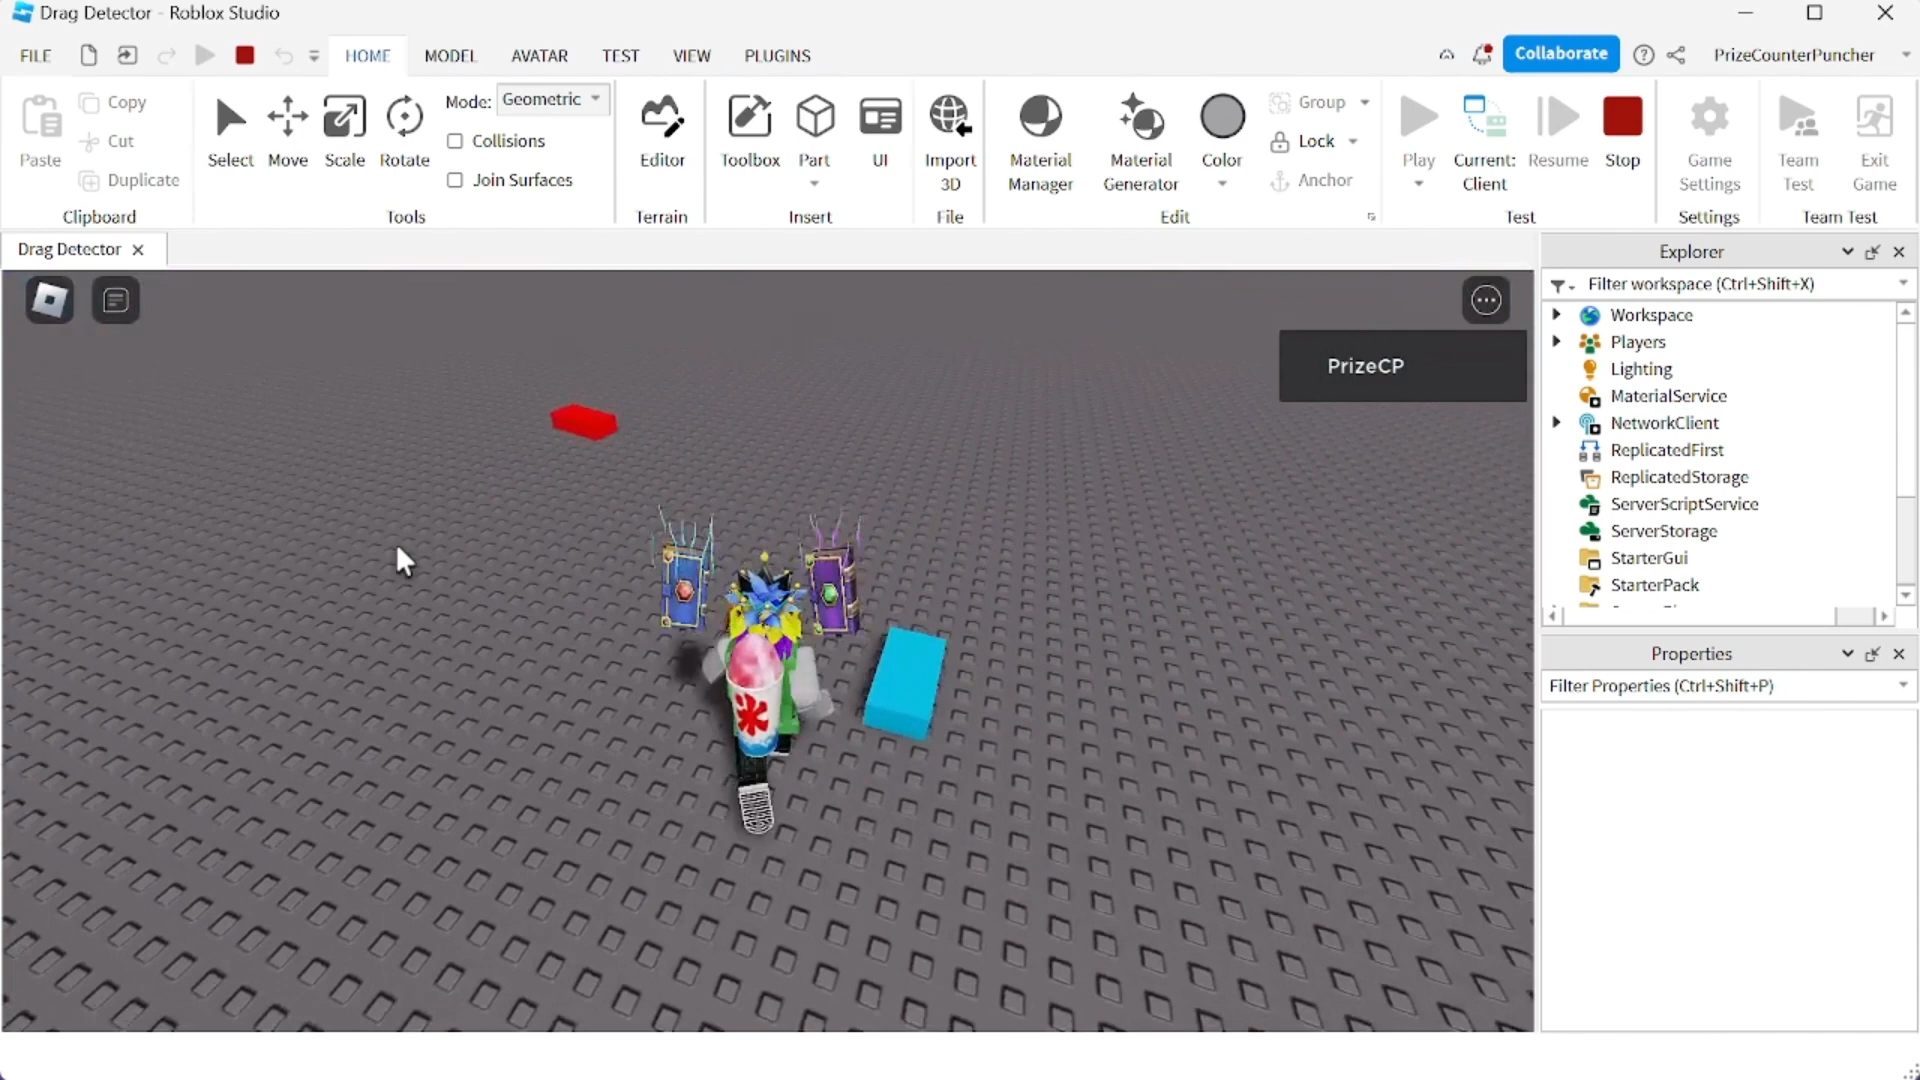 Drag Detector - Roblox Studio
FILE
HOME
MODEL
AVATAR
TEST
VIEW
PLUGINS
Collaborate
PrizeCounterPuncher
Paste
Copy
Cut
Duplicate
Clipboard
Select
Move
Scale
Rotate
Mode: Geometric
Collisions
Join Surfaces
Tools
Editor
Terrain
Toolbox
Part
UI
Insert
Import
3D
File
Material
Manager
Material
Generator
Color
Group
Lock
Anchor
Edit
Play
Current:
Client
Resume
Stop
Test
Game
Settings
Settings
Team
Test
Exit
Game
Team Test
Drag Detector
PrizeCP
氷
Explorer
Filter workspace (Ctrl+Shift+X)
Workspace
Players
Lighting
MaterialService
NetworkClient
ReplicatedFirst
ReplicatedStorage
ServerScriptService
ServerStorage
StarterGui
StarterPack
Properties
Filter Properties (Ctrl+Shift+P)